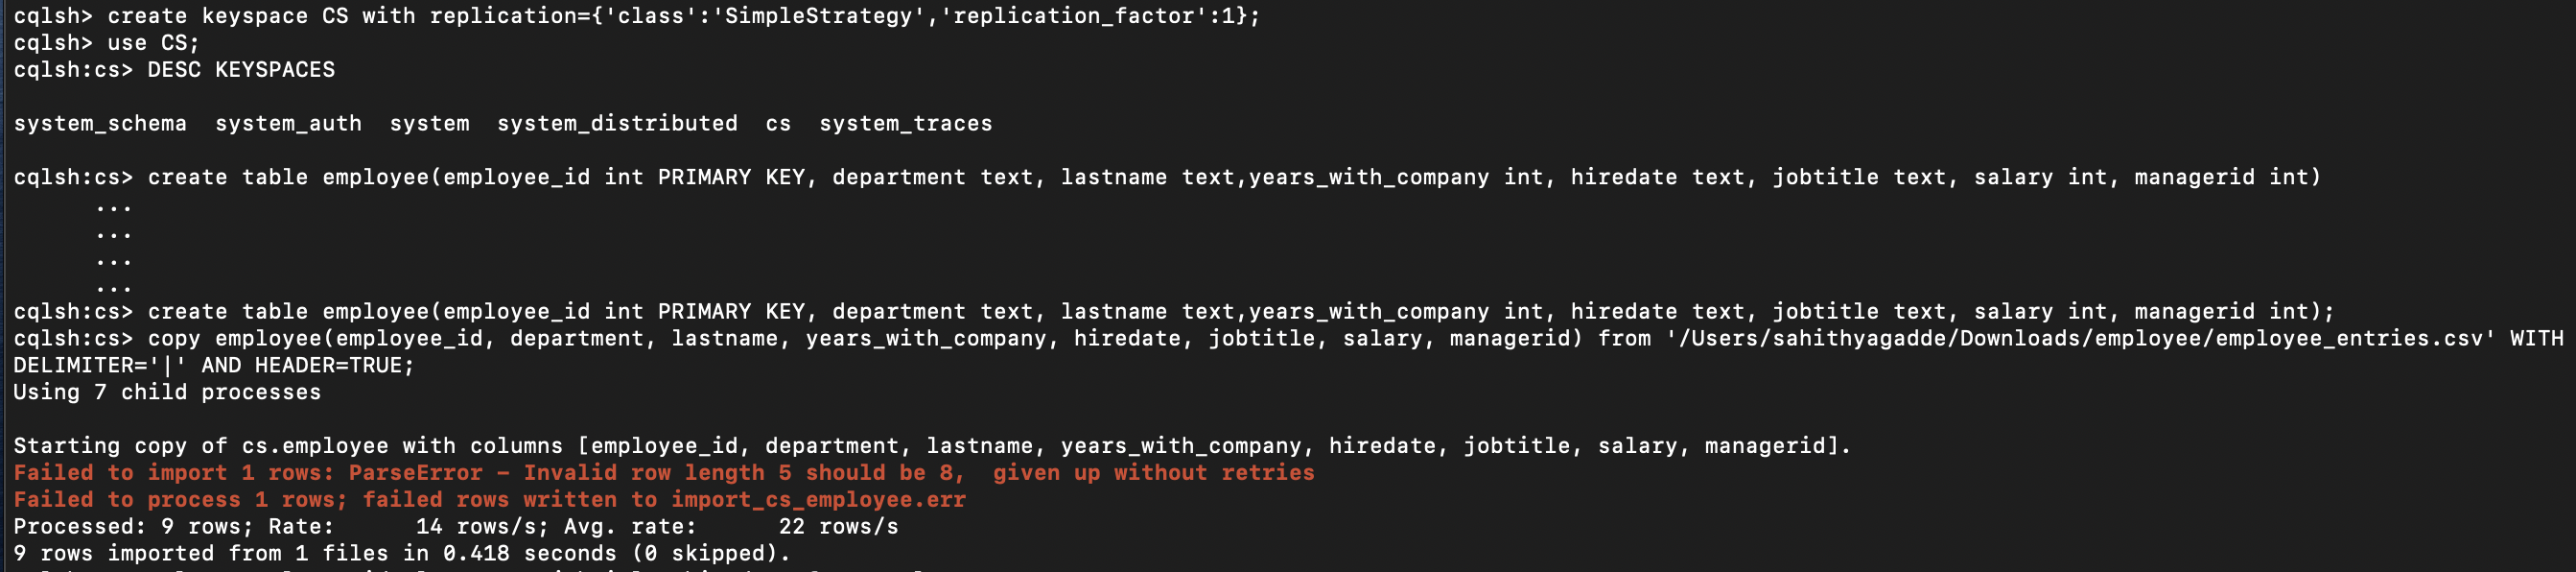 cqlsh> create keyspace CS with replication={'class':'SimpleStrategy','replication_factor':1};
cqlsh> use CS;
cqlsh:cs> DESC KEYSPACES
system_schema  system_auth  system  system_distributed  cs  system_traces
cqlsh:cs> create table employee(employee_id int PRIMARY KEY, department text, lastname text,years_with_company int, hiredate text, jobtitle text, salary int, managerid int)
...
...
...
...
cqlsh:cs> create table employee(employee_id int PRIMARY KEY, department text, lastname text,years_with_company int, hiredate text, jobtitle text, salary int, managerid int);
cqlsh:cs> copy employee(employee_id, department, lastname, years_with_company, hiredate, jobtitle, salary, managerid) from '/Users/sahithyagadde/Downloads/employee/employee_entries.csv' WITH
DELIMITER='|' AND HEADER=TRUE;
Using 7 child processes
Starting copy of cs.employee with columns [employee_id, department, lastname, years_with_company, hiredate, jobtitle, salary, managerid].
Failed to import 1 rows: ParseError - Invalid row length 5 should be 8,  given up without retries
Failed to process 1 rows; failed rows written to import_cs_employee.err
Processed: 9 rows; Rate:      14 rows/s; Avg. rate:      22 rows/s
9 rows imported from 1 files in 0.418 seconds (0 skipped).